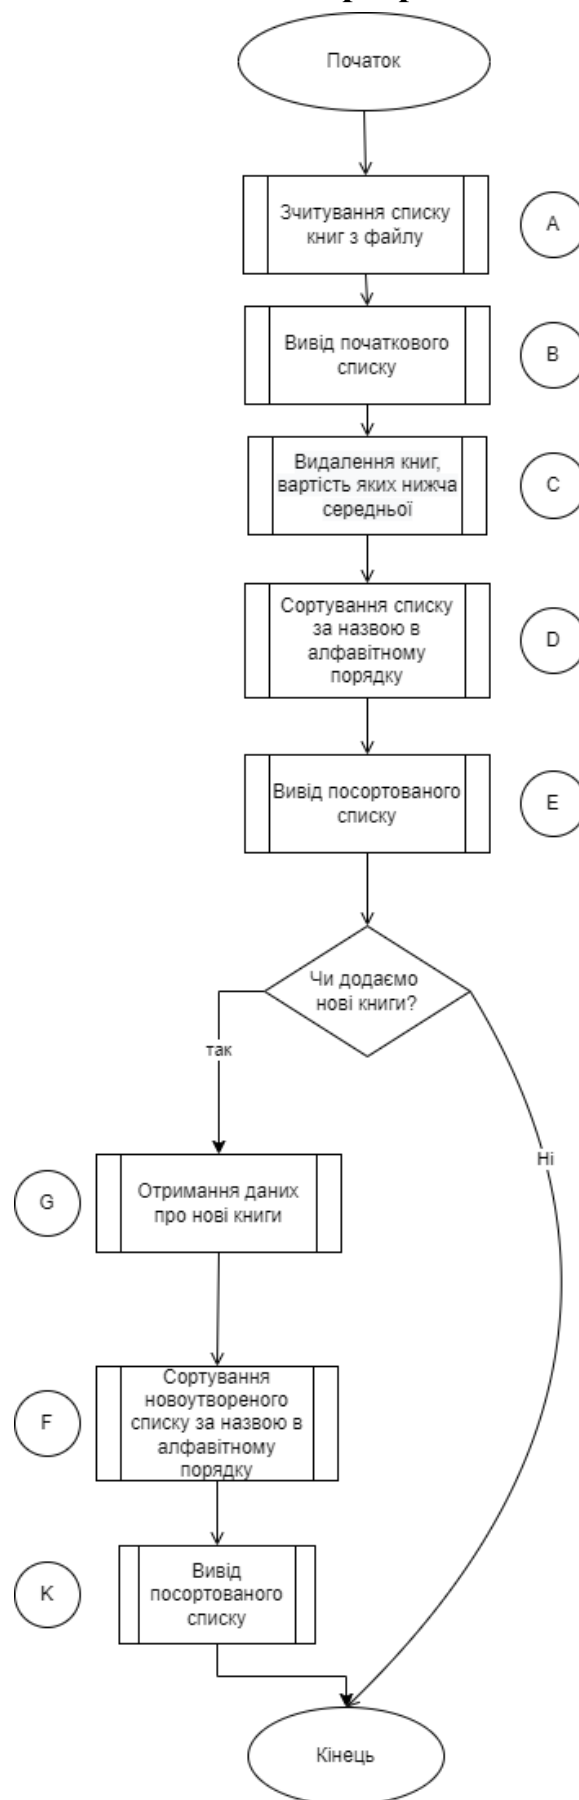 Початок
Зчитування списку
книг з файлу
A
Вивід початкового
списку
B
Видалення книг,
вартість яких нижча
середньої
C
Сортування списку
за назвою в
алфавітному
порядку
D
Вивід посортованого
списку
E
Чи додаємо
нові книги?
так
Ні
G
Отримання даних
про нові книги
F
Сортування
новоутвореного
списку за назвою в
алфавітному
порядку
K
Вивід
посортованого
списку
Кінець